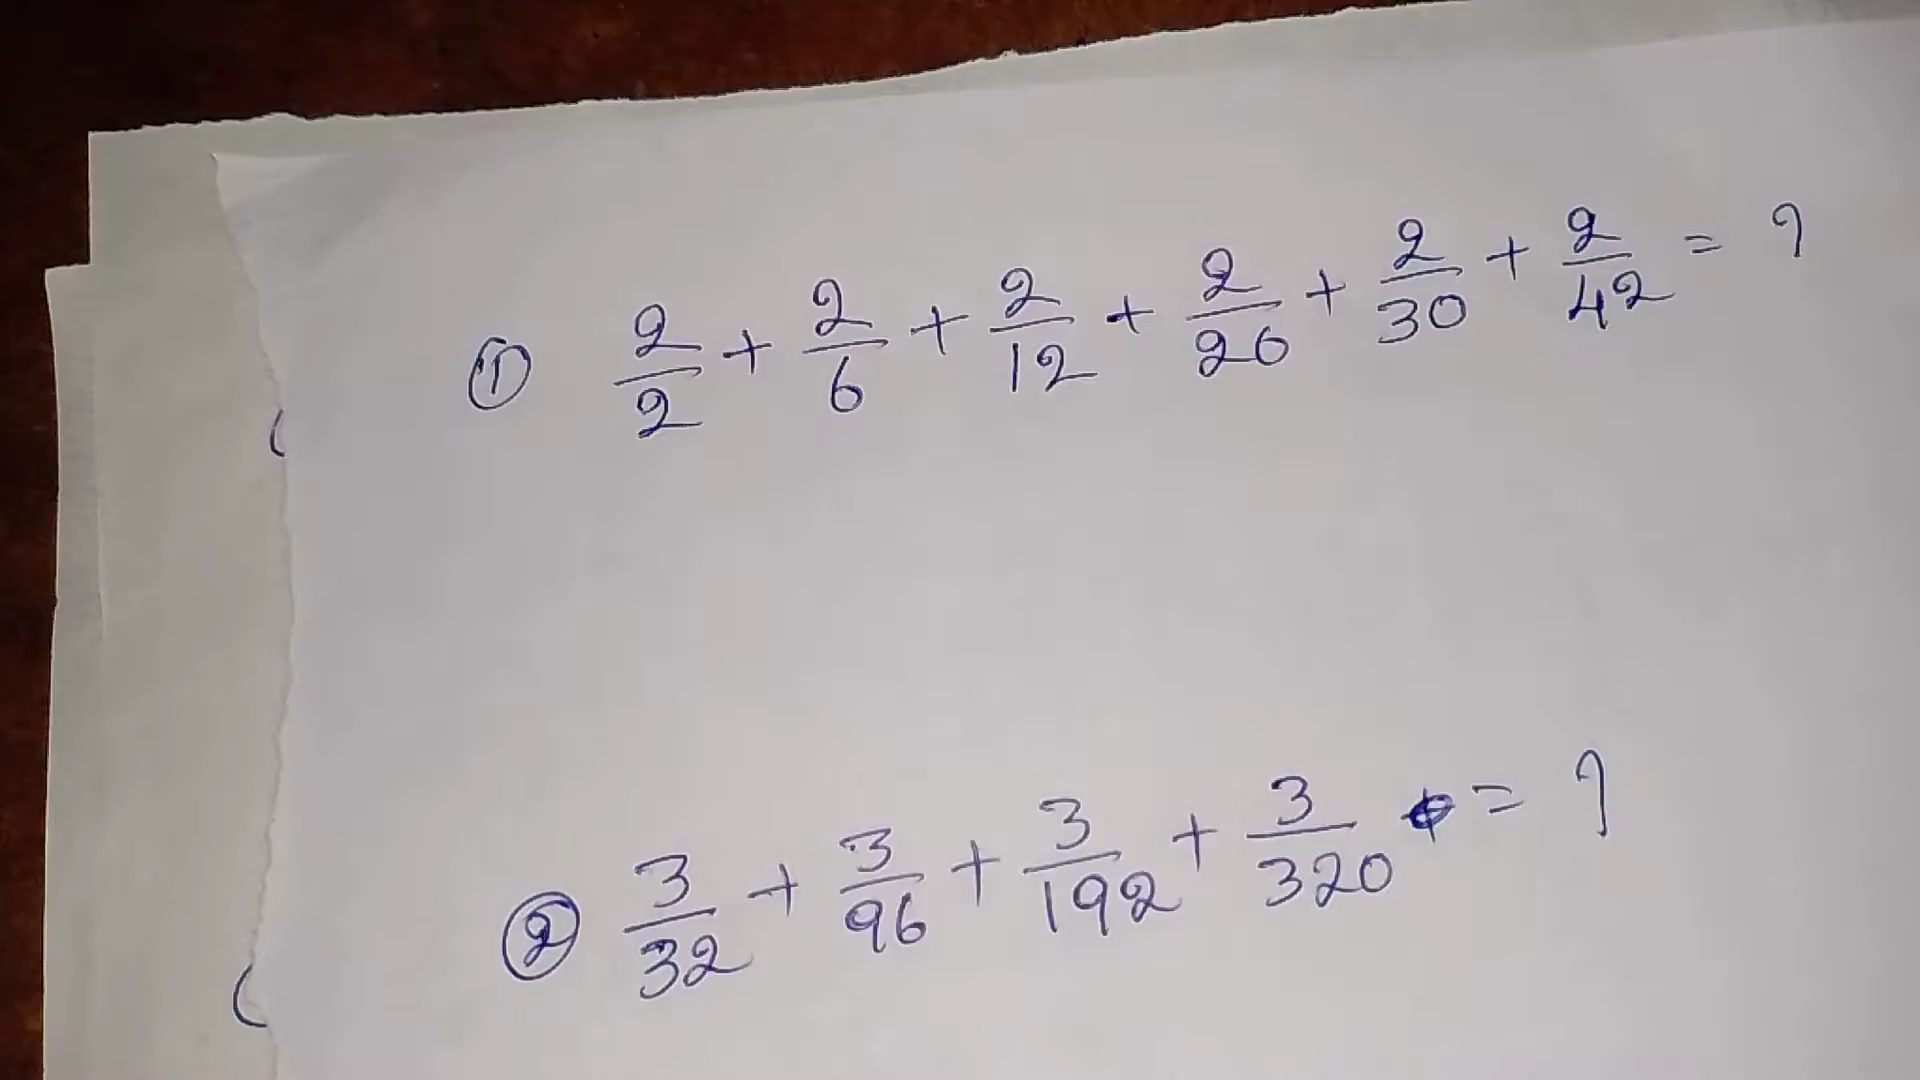 ① 2/2 + 2/6 + 2/12 + 2/20 + 2/30 + 2/42 = ?
② 3/32 + 3/96 + 3/192 + 3/320 = ?